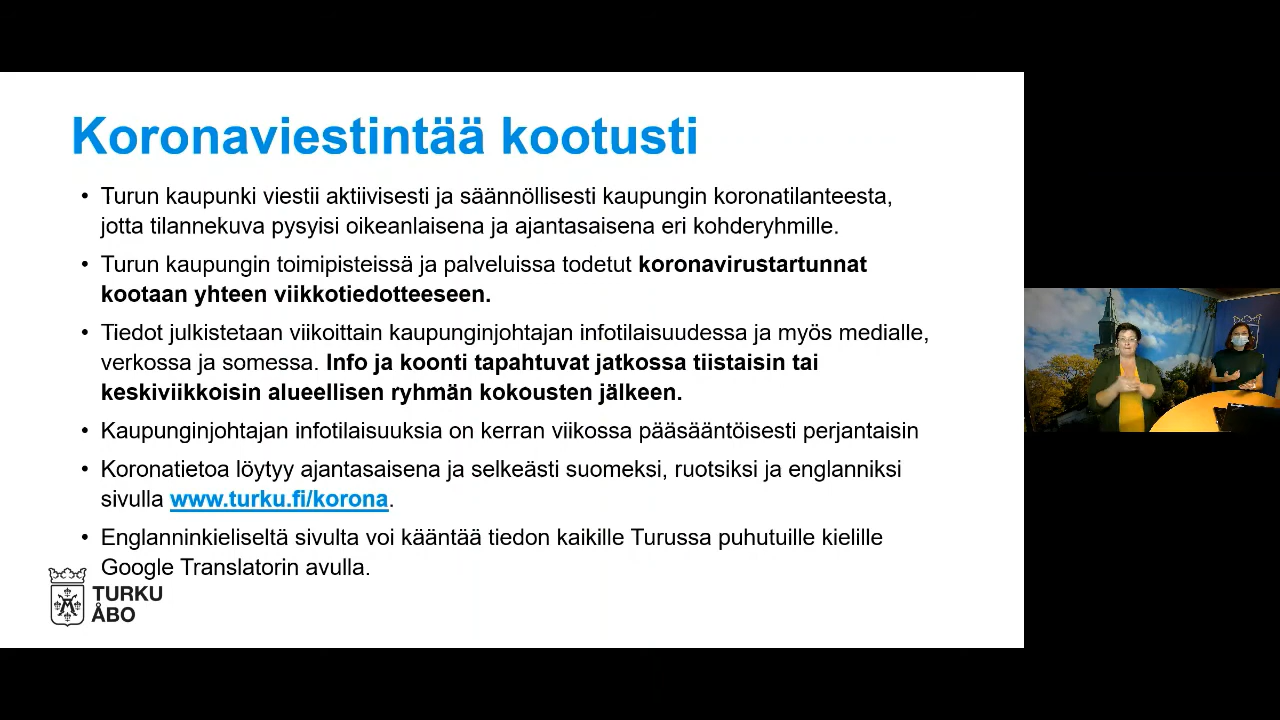 Koronaviestintää kootusti
• Turun kaupunki viestii aktiivisesti ja säännöllisesti kaupungin koronatilanteesta,
jotta tilannekuva pysyisi oikeanlaisena ja ajantasaisena eri kohderyhmille.
• Turun kaupungin toimipisteissä ja palveluissa todetut koronavirustartunnat
kootaan yhteen viikkotiedotteeseen.
• Tiedot julkistetaan viikoittain kaupunginjohtajan infotilaisuudessa ja myös medialle,
verkossa ja somessa. Info ja koonti tapahtuvat jatkossa tiistaisin tai
keskiviikkoisin alueellisen ryhmän kokousten jälkeen.
• Kaupunginjohtajan infotilaisuuksia on kerran viikossa pääsääntöisesti perjantaisin
• Koronatietoa löytyy ajantasaisena ja selkeästi suomeksi, ruotsiksi ja englanniksi
sivulla www.turku.fi/korona.
• Englanninkieliseltä sivulta voi kääntää tiedon kaikille Turussa puhutuille kielille
Google Translatorin avulla.
TURKU
ÅBO